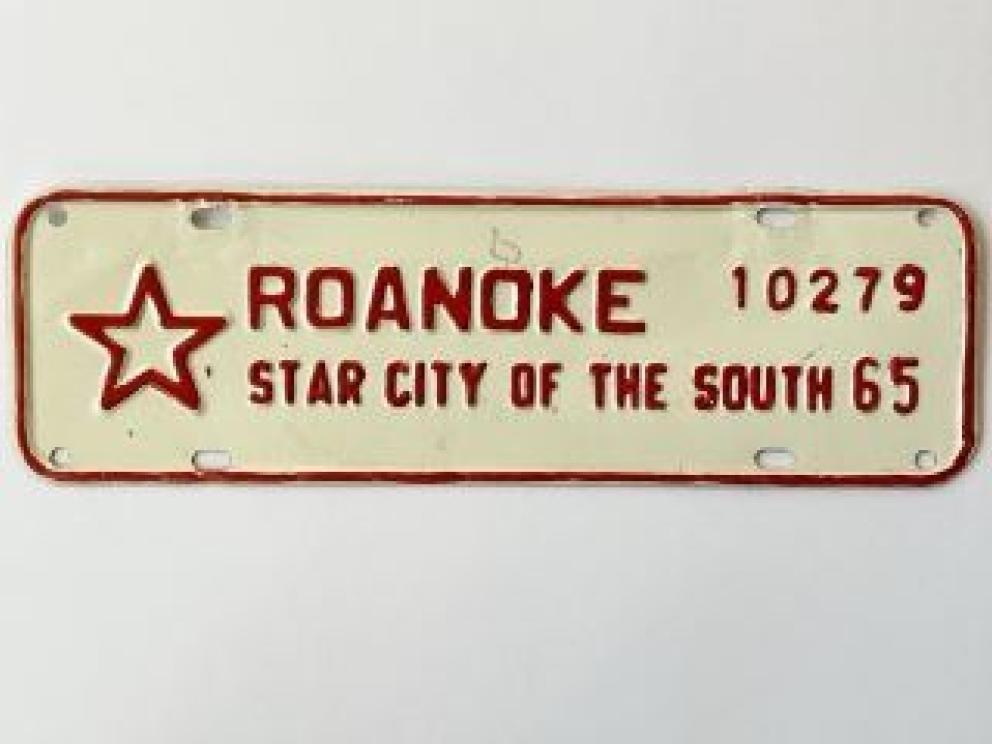 ROANOKE 10279
STAR CITY OF THE SOUTH 65